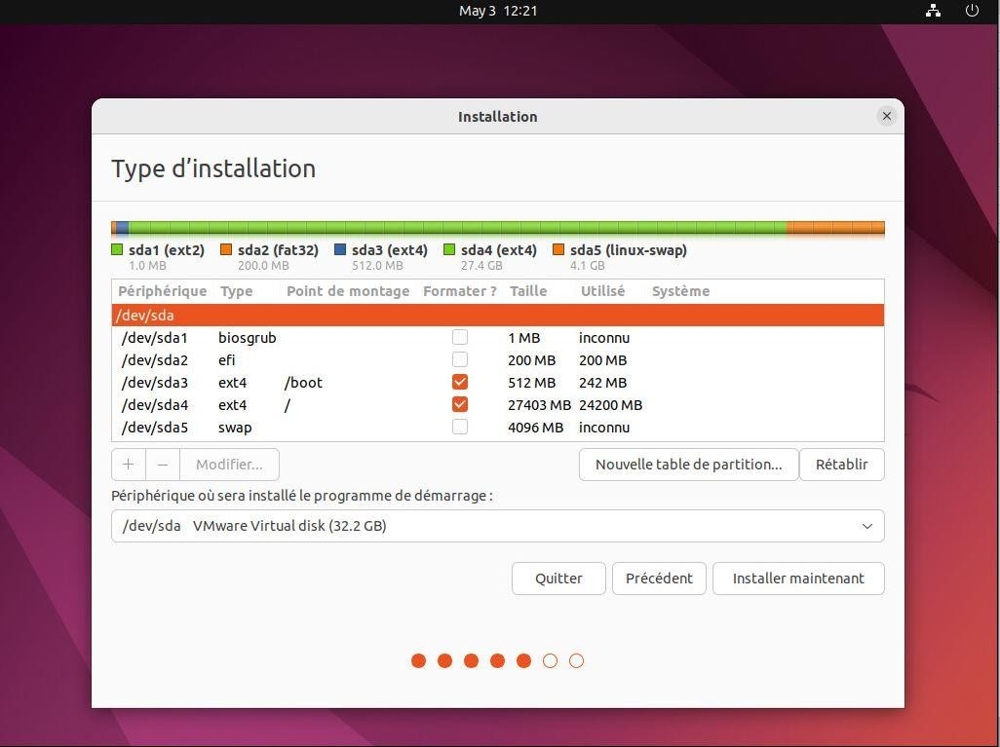 May 3 12:21
Installation
Type d’installation
sda1 (ext2) sda2 (fat32) sda3 (ext4) sda4 (ext4) sda5 (linux-swap)
1.0 MB 200.0 MB 512.0 MB 27.4 GB 4.1 GB
Périphérique Type Point de montage Formater ? Taille Utilisé Système
/dev/sda
/dev/sda1 biosgrub 1 MB inconnu
/dev/sda2 efi 200 MB 200 MB
/dev/sda3 ext4 /boot 512 MB 242 MB
/dev/sda4 ext4 / 27403 MB 24200 MB
/dev/sda5 swap 4096 MB inconnu
+ − Modifier... Nouvelle table de partition... Rétablir
Périphérique où sera installé le programme de démarrage :
/dev/sda VMware Virtual disk (32.2 GB)
Quitter Précédent Installer maintenant